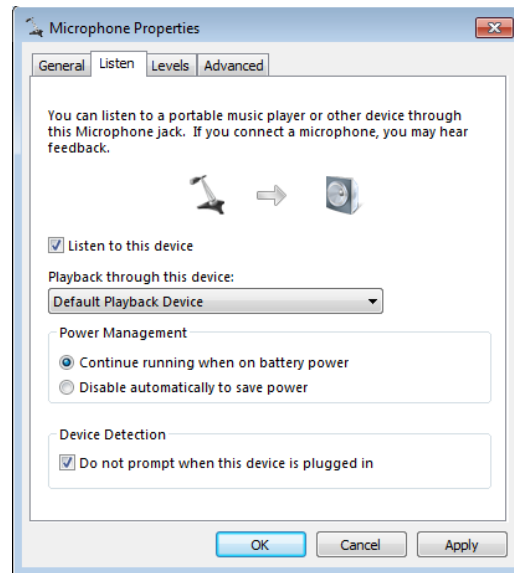 Microphone Properties
General Listen Levels Advanced
You can listen to a portable music player or other device through
this Microphone jack. If you connect a microphone, you may hear
feedback.
Listen to this device
Playback through this device:
Default Playback Device
Power Management
Continue running when on battery power
Disable automatically to save power
Device Detection
Do not prompt when this device is plugged in
OK Cancel Apply